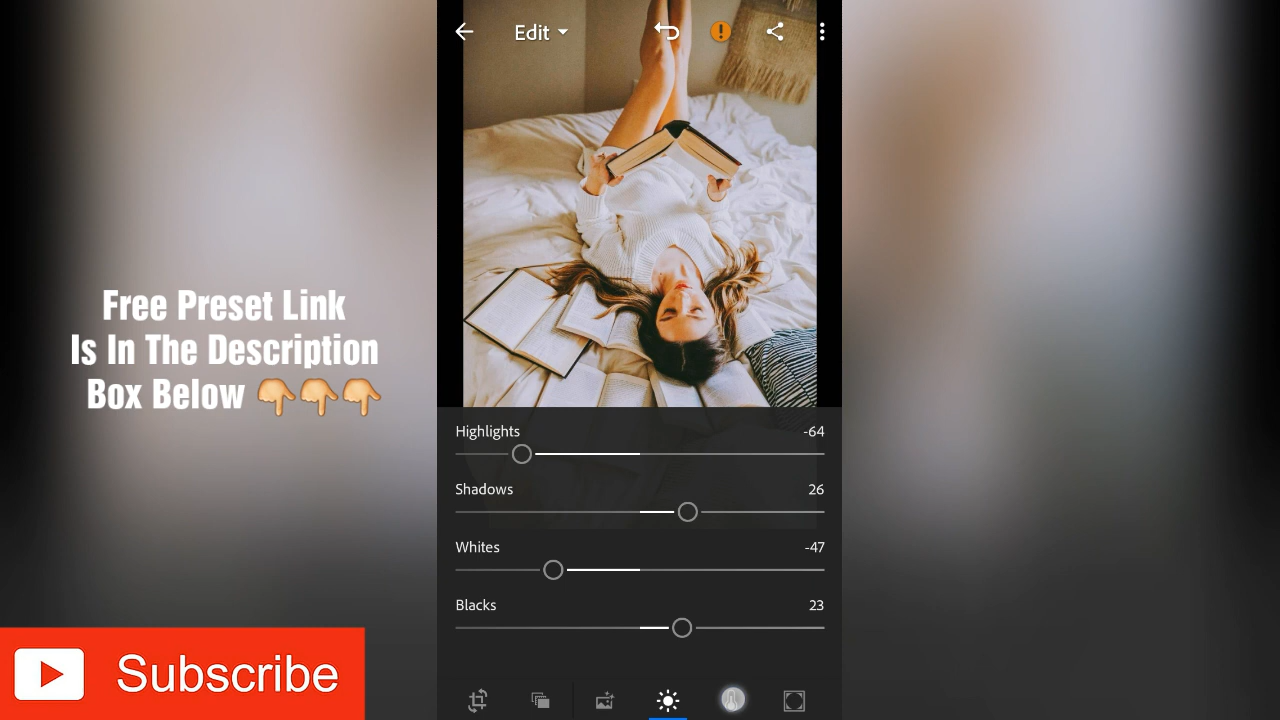 Edit
Free Preset Link
Is In The Description
Box Below 👇🏼👇🏼👇🏼
Highlights -64
Shadows 26
Whites -47
Blacks 23
Subscribe